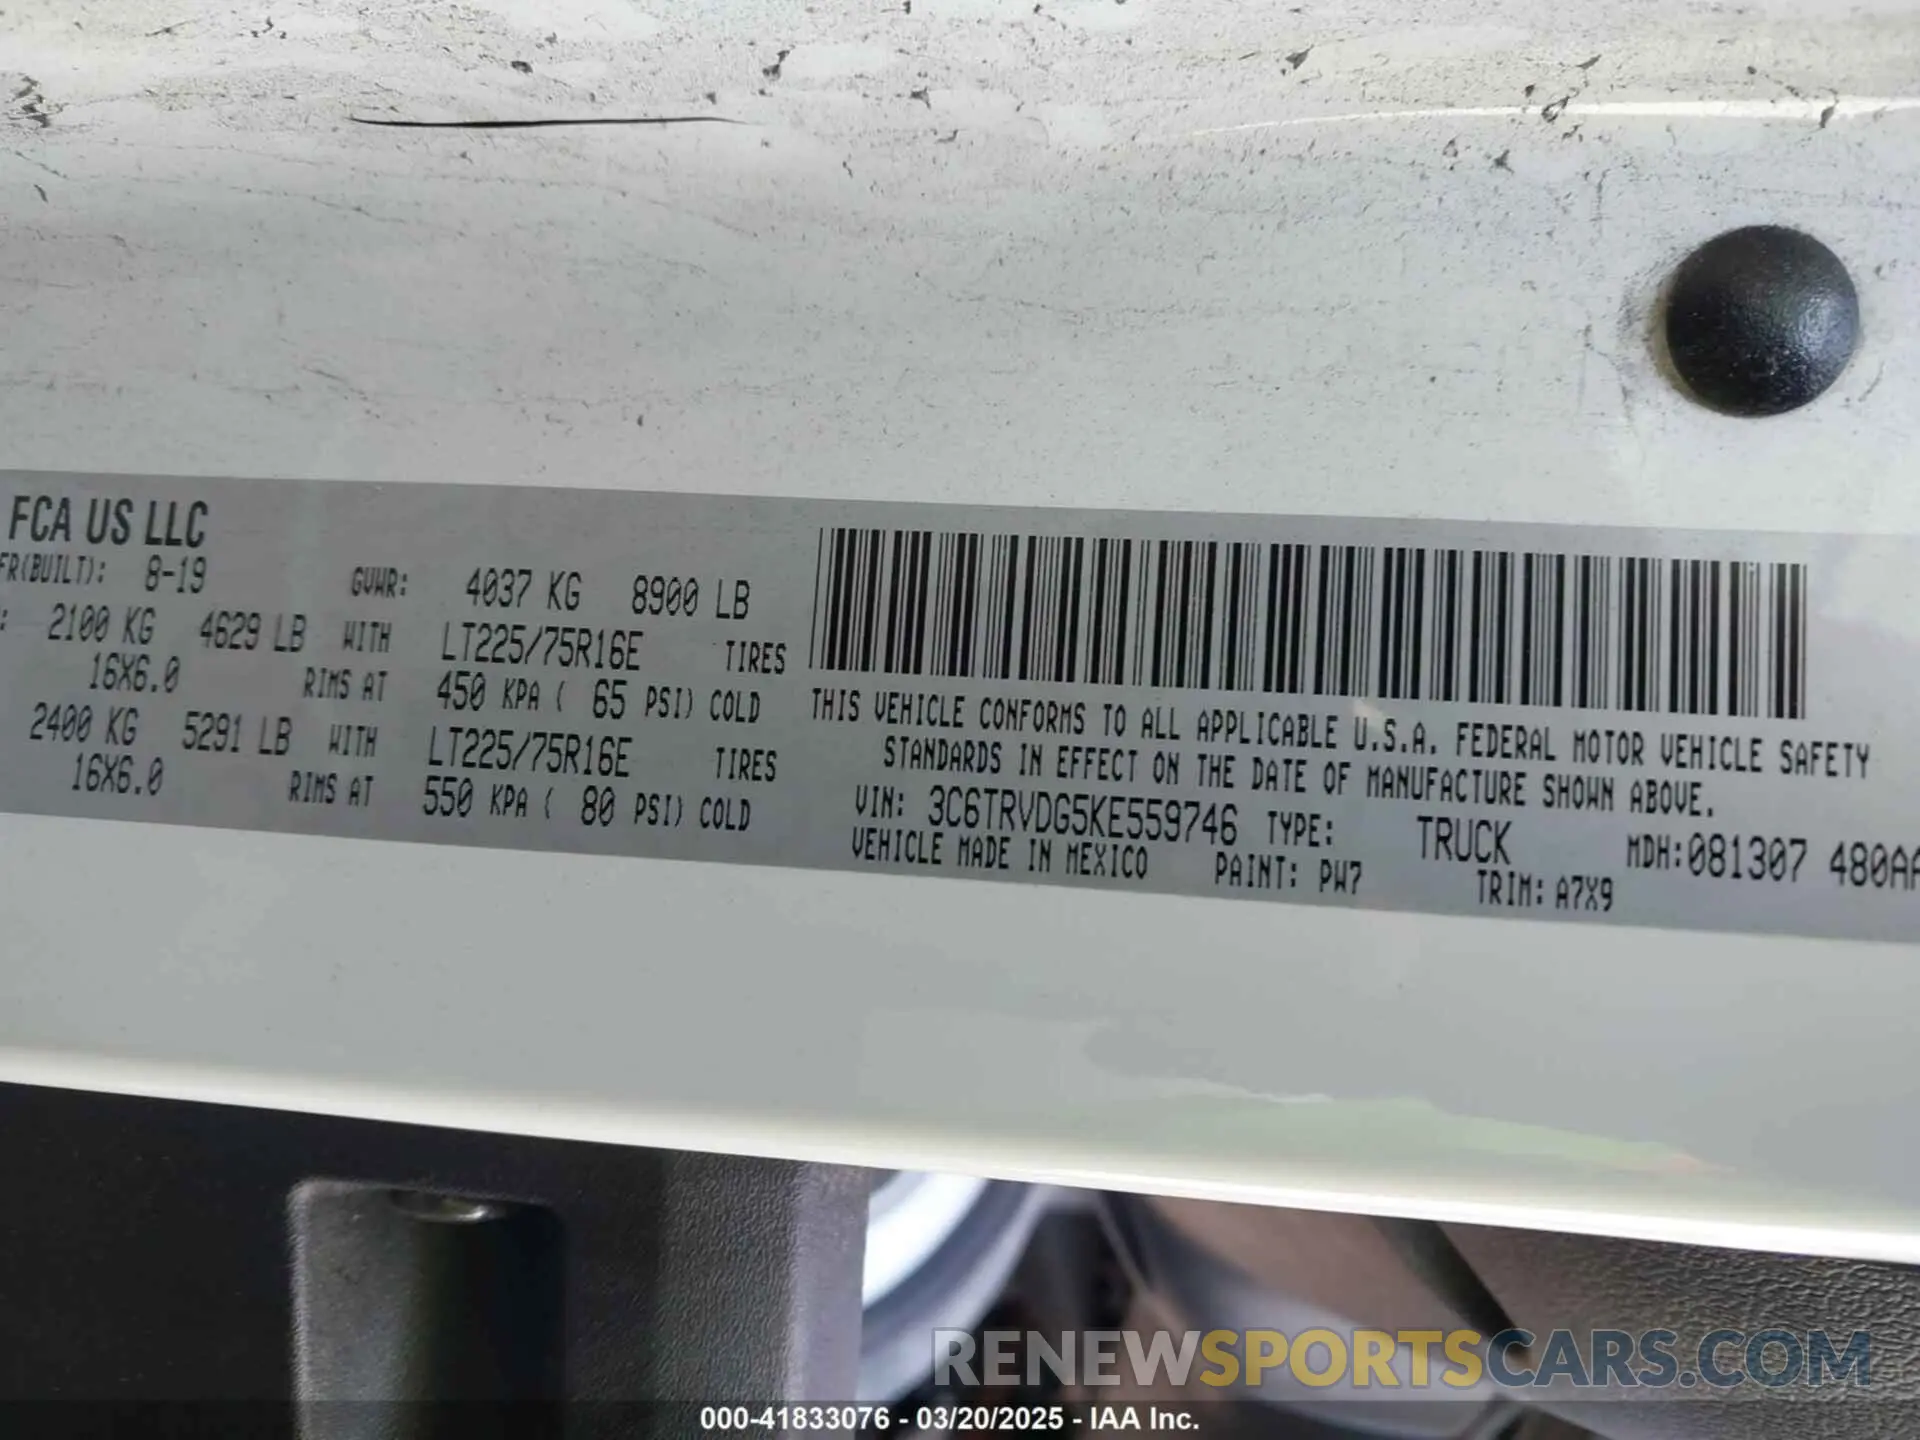 FCA US LLC
FR(BUILT): 8-19 GVWR: 4037 KG 8900 LB
: 2100 KG 4629 LB WITH LT225/75R16E TIRES
16X6.0 RIMS AT 450 KPA ( 65 PSI) COLD
2400 KG 5291 LB WITH LT225/75R16E TIRES
16X6.0 RIMS AT 550 KPA ( 80 PSI) COLD
THIS VEHICLE CONFORMS TO ALL APPLICABLE U.S.A. FEDERAL MOTOR VEHICLE SAFETY
STANDARDS IN EFFECT ON THE DATE OF MANUFACTURE SHOWN ABOVE.
VIN: 3C6TRVDG5KE559746 TYPE: TRUCK MDH:081307 480AA
VEHICLE MADE IN MEXICO PAINT: PW7 TRIM: A7X9
RENEWSPORTSCARS.COM
000-41833076 - 03/20/2025 - IAA Inc.